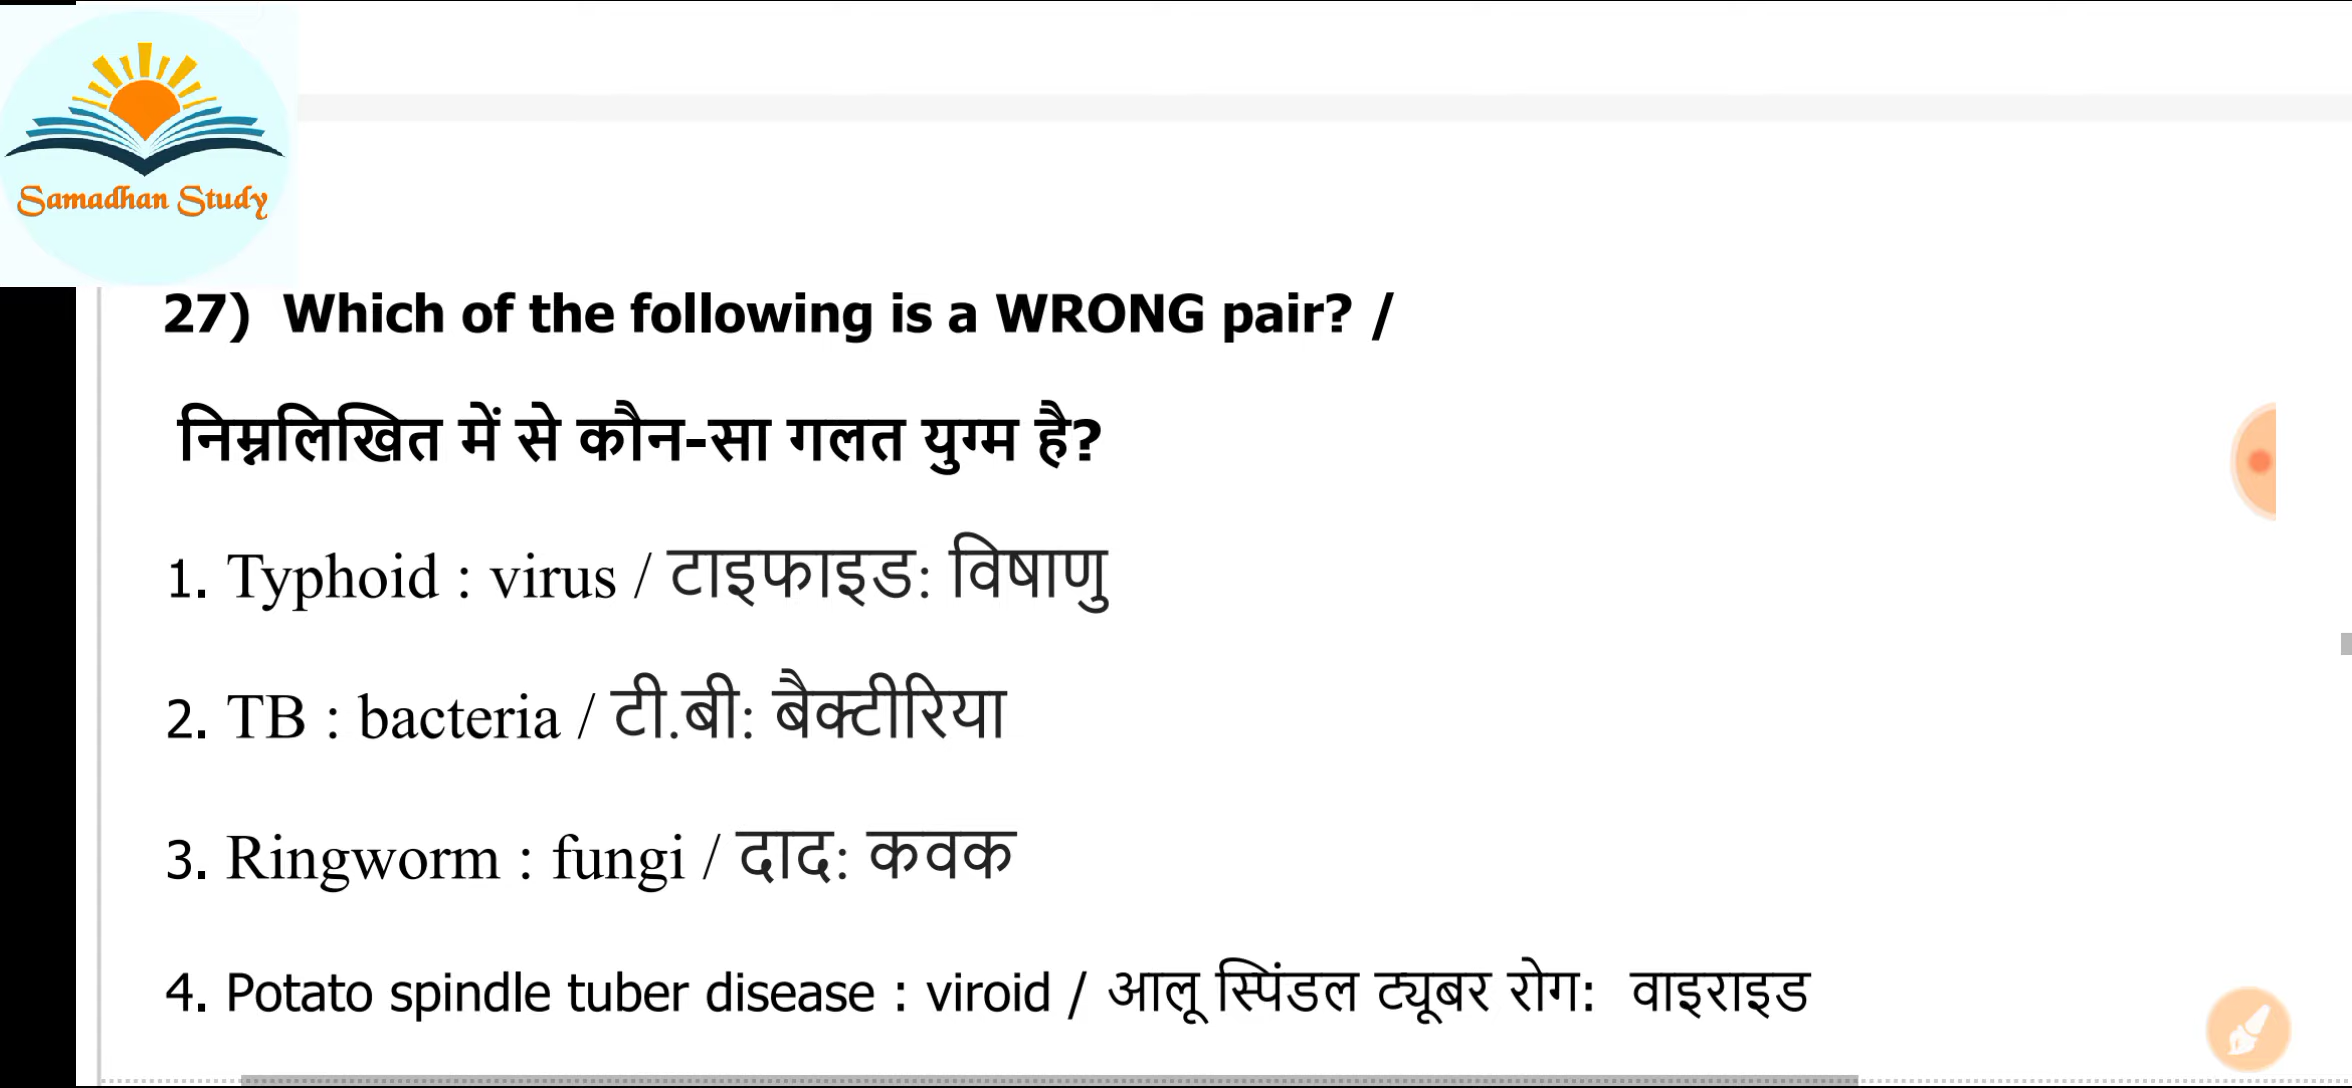 Samadhan Study
27) Which of the following is a WRONG pair? /
निम्नलिखित में से कौन-सा गलत युग्म है?
1. Typhoid : virus / टाइफाइड: विषाणु
2. TB : bacteria / टी.बी: बैक्टीरिया
3. Ringworm : fungi / दाद: कवक
4. Potato spindle tuber disease : viroid / आलू स्पिंडल ट्यूबर रोग: वाइराइड